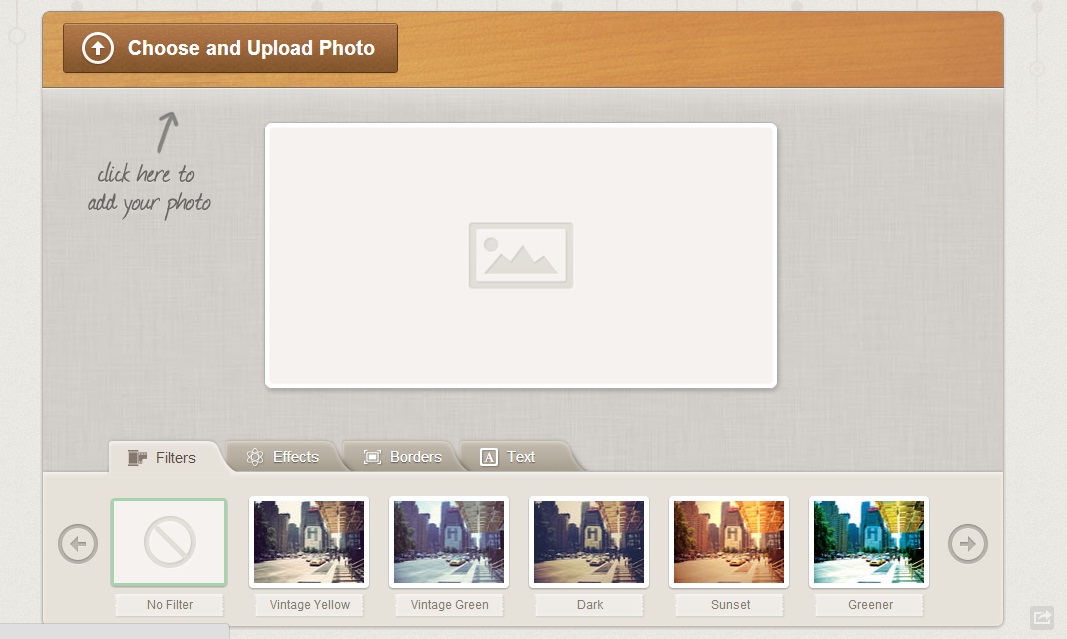 Choose and Upload Photo
click here to
add your photo
Filters
Effects
Borders
A Text
No Filter
Vintage Yellow
Vintage Green
Dark
Sunset
Greener